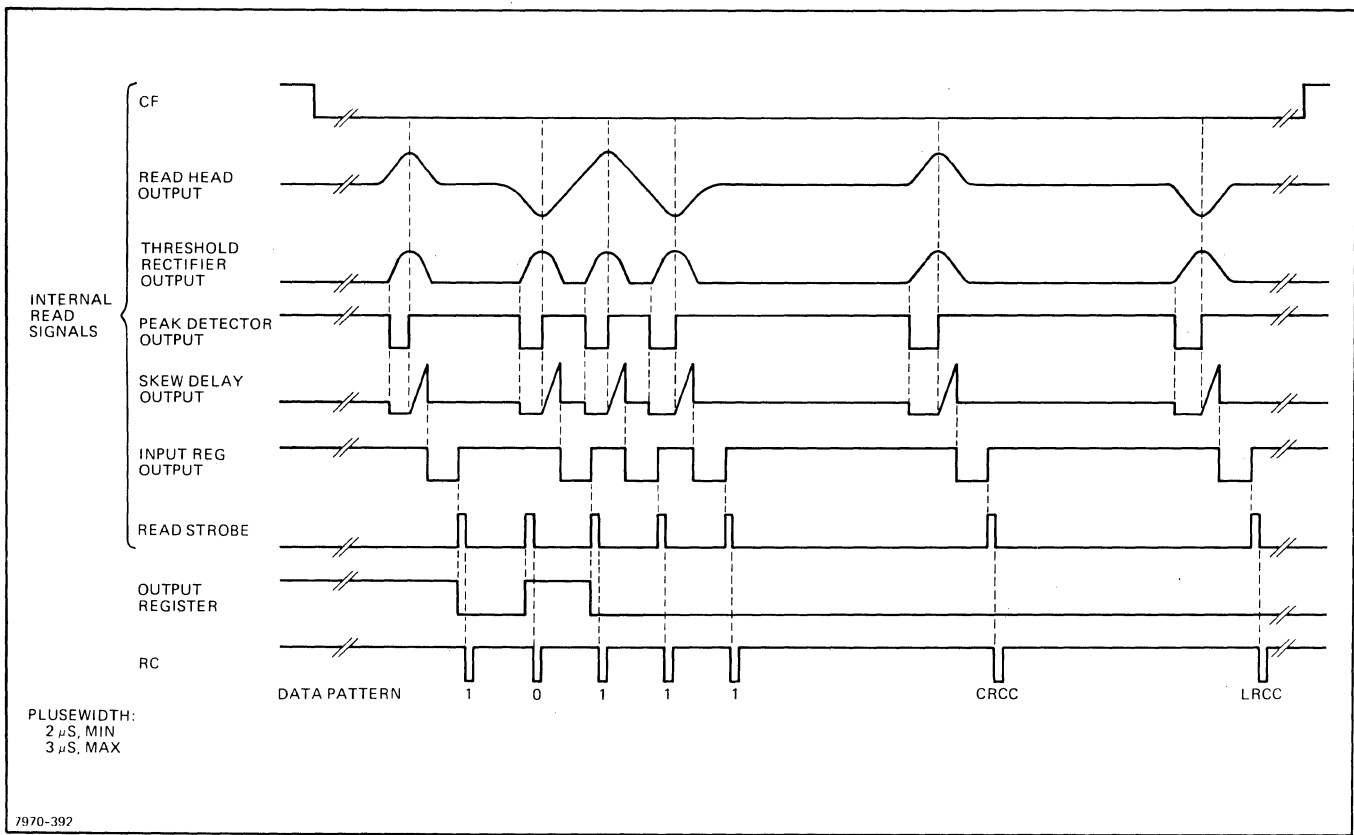 CF
READ HEAD
OUTPUT
THRESHOLD
RECTIFIER
OUTPUT
INTERNAL
READ
SIGNALS
PEAK DETECTOR
OUTPUT
SKEW DELAY
OUTPUT
INPUT REG
OUTPUT
READ STROBE
OUTPUT
REGISTER
RC
DATA PATTERN 1 0 1 1 1 CRCC LRCC
PLUSEWIDTH:
2 μS, MIN
3 μS, MAX
7970-392